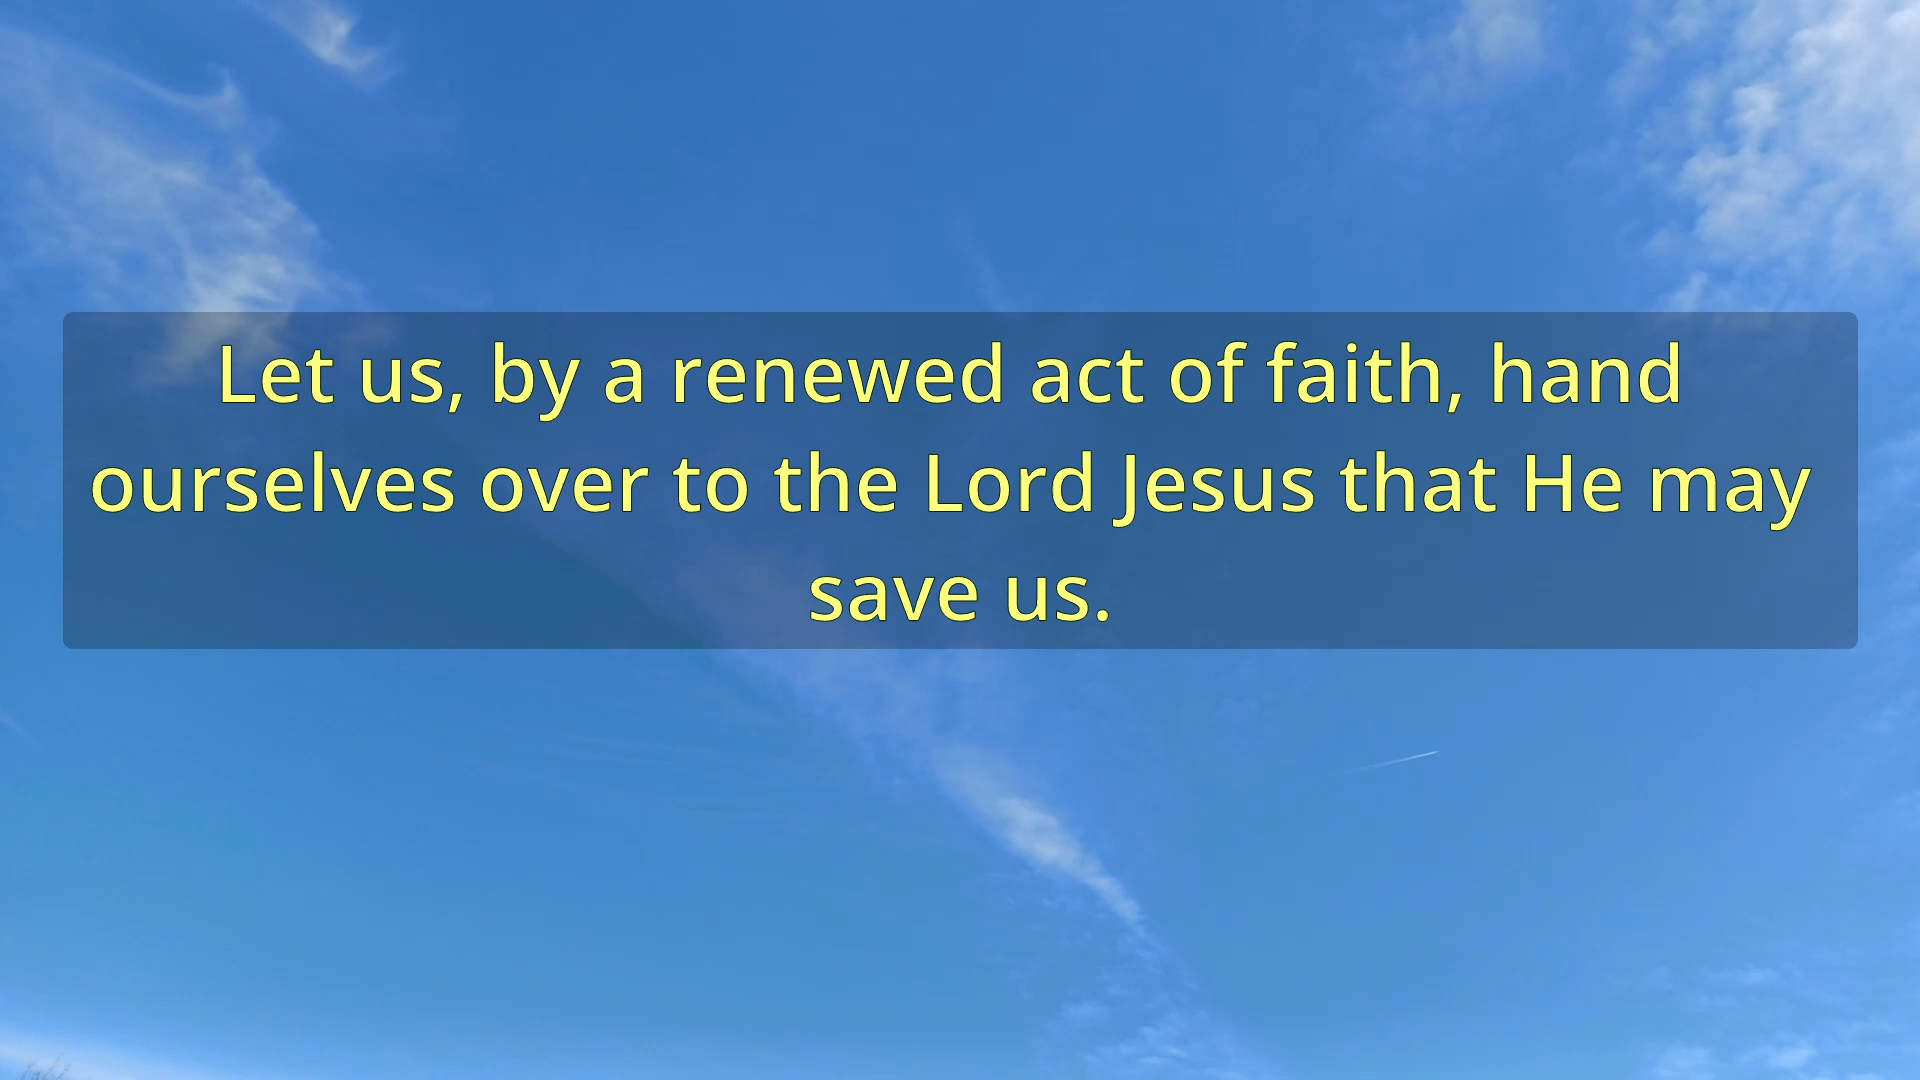 Let us, by a renewed act of faith, hand
ourselves over to the Lord Jesus that He may
save us.